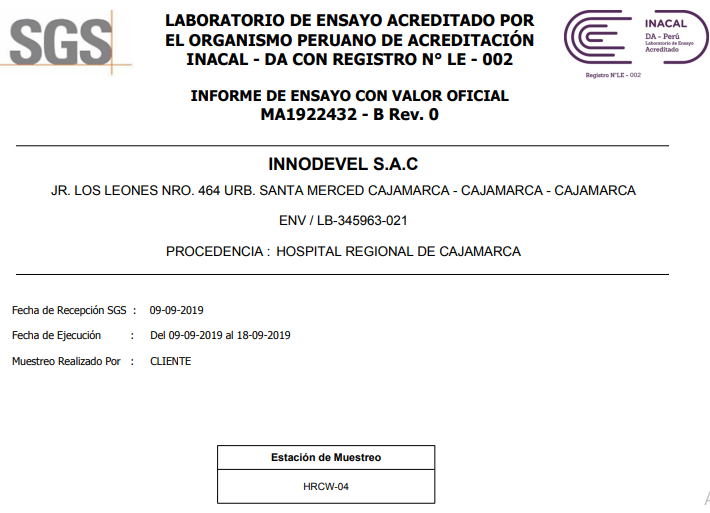 SGS
LABORATORIO DE ENSAYO ACREDITADO POR
EL ORGANISMO PERUANO DE ACREDITACIÓN
INACAL - DA CON REGISTRO N° LE - 002
INACAL
DA - Perú
Laboratorio de Ensayo
Acreditado
Registro N°LE - 002
INFORME DE ENSAYO CON VALOR OFICIAL
MA1922432 - B Rev. 0
INNODEVEL S.A.C
JR. LOS LEONES NRO. 464 URB. SANTA MERCED CAJAMARCA - CAJAMARCA - CAJAMARCA
ENV / LB-345963-021
PROCEDENCIA : HOSPITAL REGIONAL DE CAJAMARCA
Fecha de Recepción SGS : 09-09-2019
Fecha de Ejecución : Del 09-09-2019 al 18-09-2019
Muestreo Realizado Por : CLIENTE
Estación de Muestreo
HRCW-04